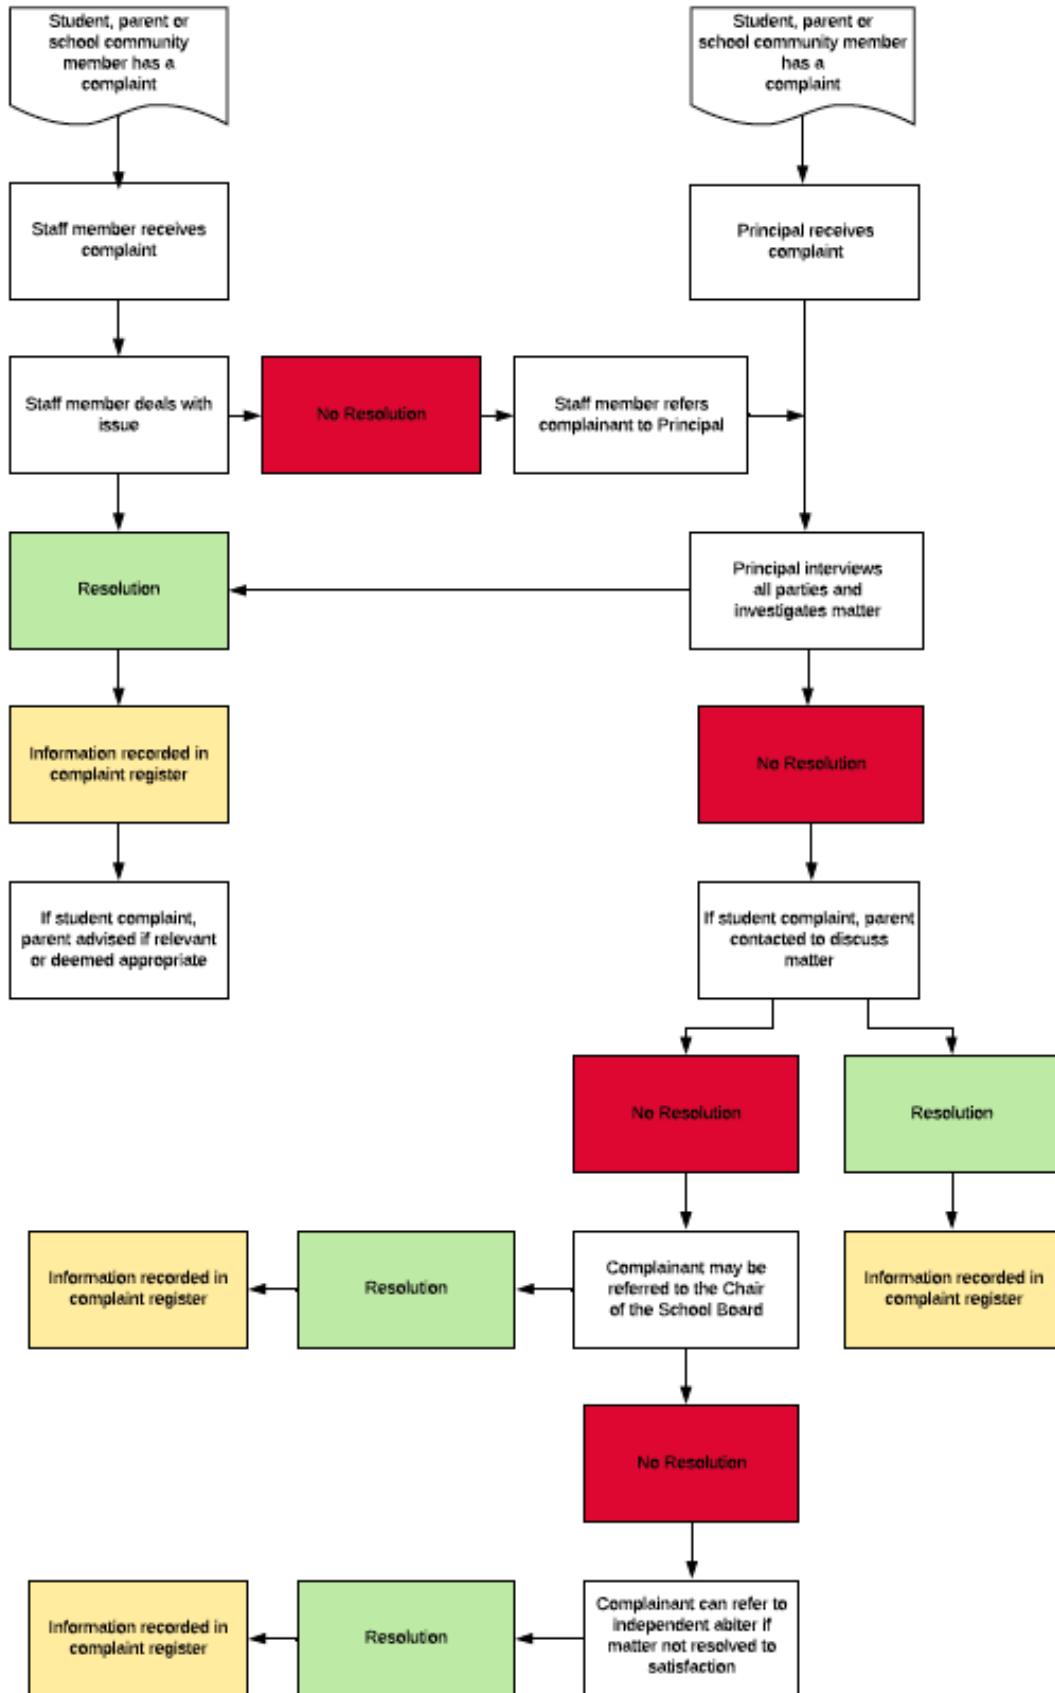 Student, parent or
school community
member has a
complaint
Student, parent or
school community member
has a
complaint
Staff member receives
complaint
Principal receives
complaint
Staff member deals with
issue
No Resolution
Staff member refers
complainant to Principal
Resolution
Principal interviews
all parties and
investigates matter
Information recorded in
complaint register
No Resolution
If student complaint,
parent advised if relevant
or deemed appropriate
If student complaint, parent
contacted to discuss
matter
No Resolution
Resolution
Information recorded in
complaint register
Resolution
Complainant may be
referred to the Chair
of the School Board
Information recorded in
complaint register
No Resolution
Information recorded in
complaint register
Resolution
Complainant can refer to
independent abiter if
matter not resolved to
satisfaction